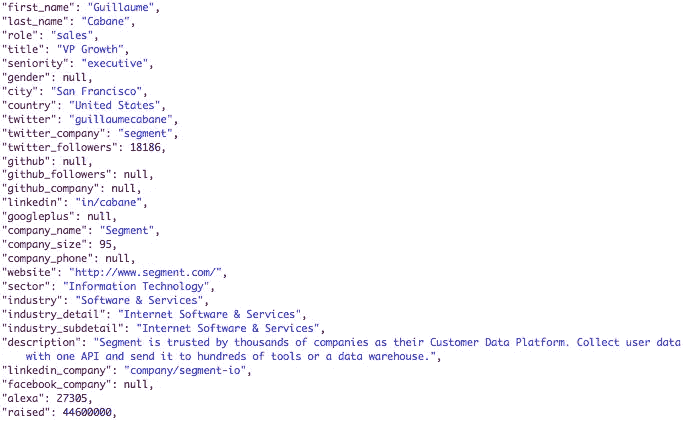 "first_name": "Guillaume",
"last_name": "Cabane",
"role": "sales",
"title": "VP Growth",
"seniority": "executive",
"gender": null,
"city": "San Francisco",
"country": "United States",
"twitter": "guillaumecabane",
"twitter_company": "segment",
"twitter_followers": 18186,
"github": null,
"github_followers": null,
"github_company": null,
"linkedin": "in/cabane",
"googleplus": null,
"company_name": "Segment",
"company_size": 95,
"company_phone": null,
"website": "http://www.segment.com/",
"sector": "Information Technology",
"industry": "Software & Services",
"industry_detail": "Internet Software & Services",
"industry_subdetail": "Internet Software & Services",
"description": "Segment is trusted by thousands of companies as their Customer Data Platform. Collect user data
with one API and send it to hundreds of tools or a data warehouse.",
"linkedin_company": "company/segment-io",
"facebook_company": null,
"alexa": 27305,
"raised": 44600000,